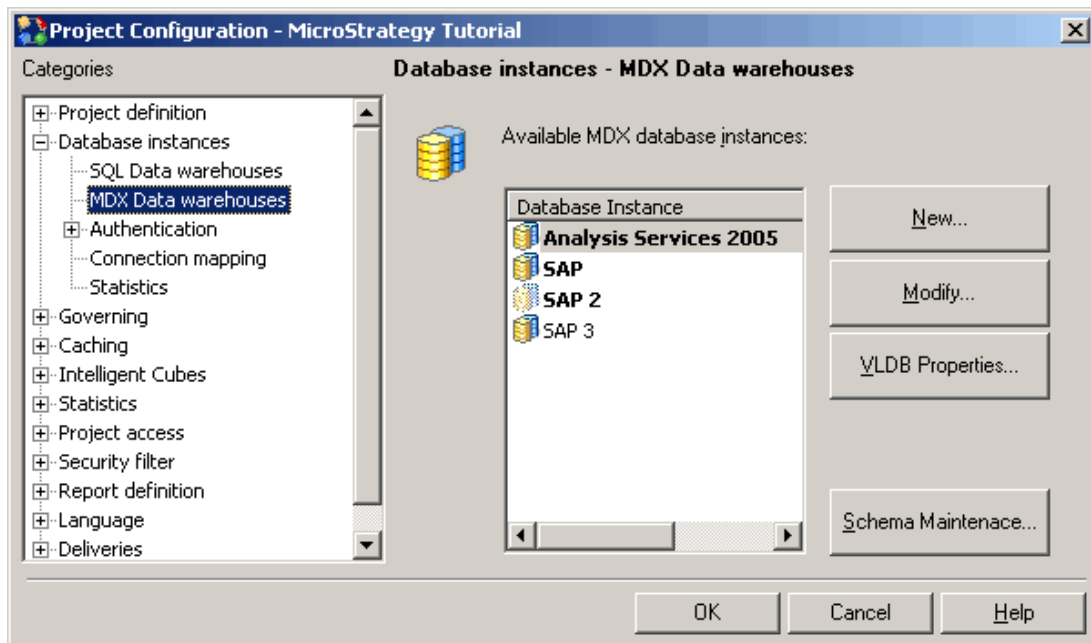 Project Configuration - MicroStrategy Tutorial
Categories
Project definition
Database instances
SQL Data warehouses
MDX Data warehouses
Authentication
Connection mapping
Statistics
Governing
Caching
Intelligent Cubes
Statistics
Project access
Security filter
Report definition
Language
Deliveries
Database instances - MDX Data warehouses
Available MDX database instances:
Database Instance
Analysis Services 2005
SAP
SAP 2
SAP 3
New...
Modify...
VLDB Properties...
Schema Maintenace...
OK
Cancel
Help